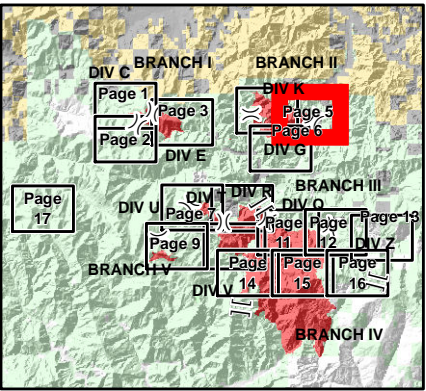 BRANCH I
BRANCH II
DIV C
DIV K
Page 1
Page 3
Page 5
Page 6
Page 2
DIV E
DIV G
BRANCH III
Page 17
DIV U
DIV R
DIV Q
Page
Page 13
Page 11
Page 12
Page 9
DIV Z
BRANCH V
Page 14
Page 15
Page 16
DIV V
BRANCH IV